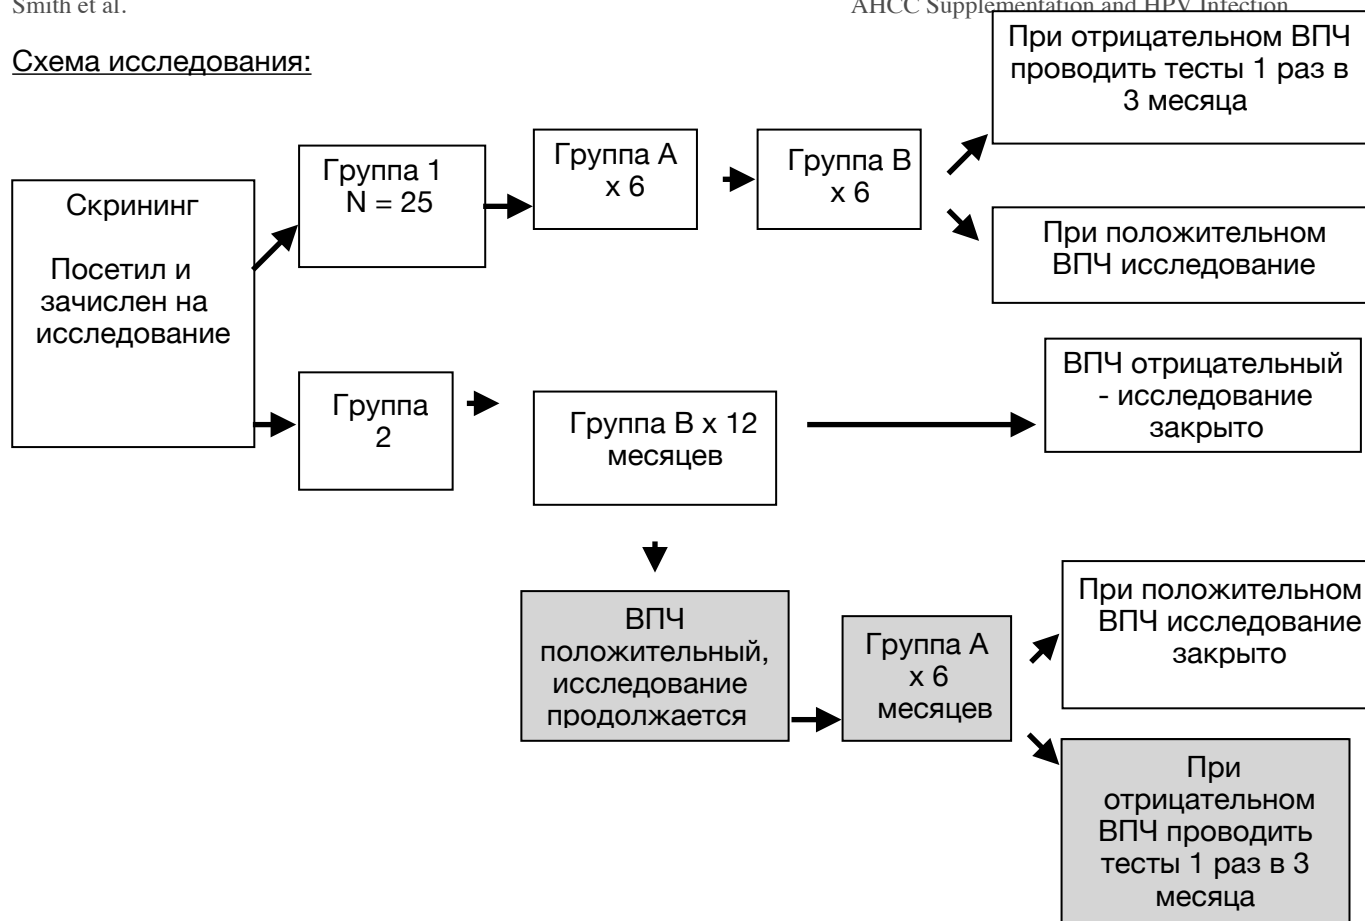 Smith et al.
AHCC Supplementation and HPV Infection
Схема исследования:
При отрицательном ВПЧ
проводить тесты 1 раз в
3 месяца
Группа 1
N = 25
Группа А
х 6
Группа В
х 6
Скрининг
Посетил и
зачислен на
исследование
При положительном
ВПЧ исследование
Группа
2
Группа В х 12
месяцев
ВПЧ отрицательный
- исследование
закрыто
ВПЧ
положительный,
исследование
продолжается
Группа А
х 6
месяцев
При положительном
ВПЧ исследование
закрыто
При
отрицательном
ВПЧ проводить
тесты 1 раз в 3
месяца